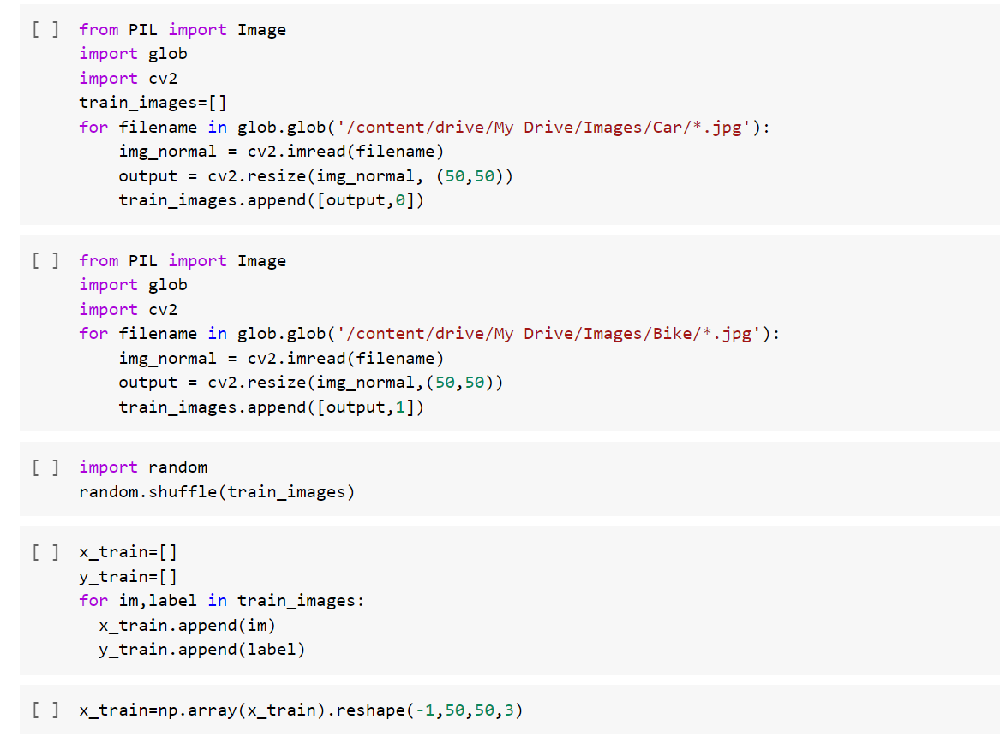 [ ] from PIL import Image
import glob
import cv2
train_images=[]
for filename in glob.glob('/content/drive/My Drive/Images/Car/*.jpg'):
    img_normal = cv2.imread(filename)
    output = cv2.resize(img_normal, (50,50))
    train_images.append([output,0])
[ ] from PIL import Image
import glob
import cv2
for filename in glob.glob('/content/drive/My Drive/Images/Bike/*.jpg'):
    img_normal = cv2.imread(filename)
    output = cv2.resize(img_normal,(50,50))
    train_images.append([output,1])
[ ] import random
random.shuffle(train_images)
[ ] x_train=[]
y_train=[]
for im,label in train_images:
  x_train.append(im)
  y_train.append(label)
[ ] x_train=np.array(x_train).reshape(-1,50,50,3)